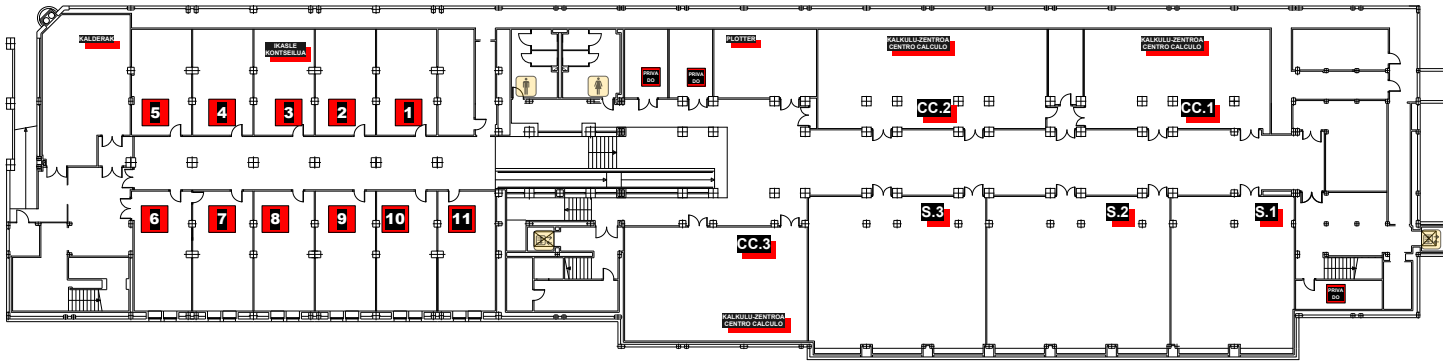 KALDERAK
IKASLE
KONTSEILUA
PLOTTER
KALKULU-ZENTROA
CENTRO CALCULO
KALKULU-ZENTROA
CENTRO CALCULO
PRIVA
DO
PRIVA
DO
5
4
3
2
1
CC.2
CC.1
6
7
8
9
10
11
S.3
S.2
S.1
CC.3
PRIVA
DO
KALKULU-ZENTROA
CENTRO CALCULO